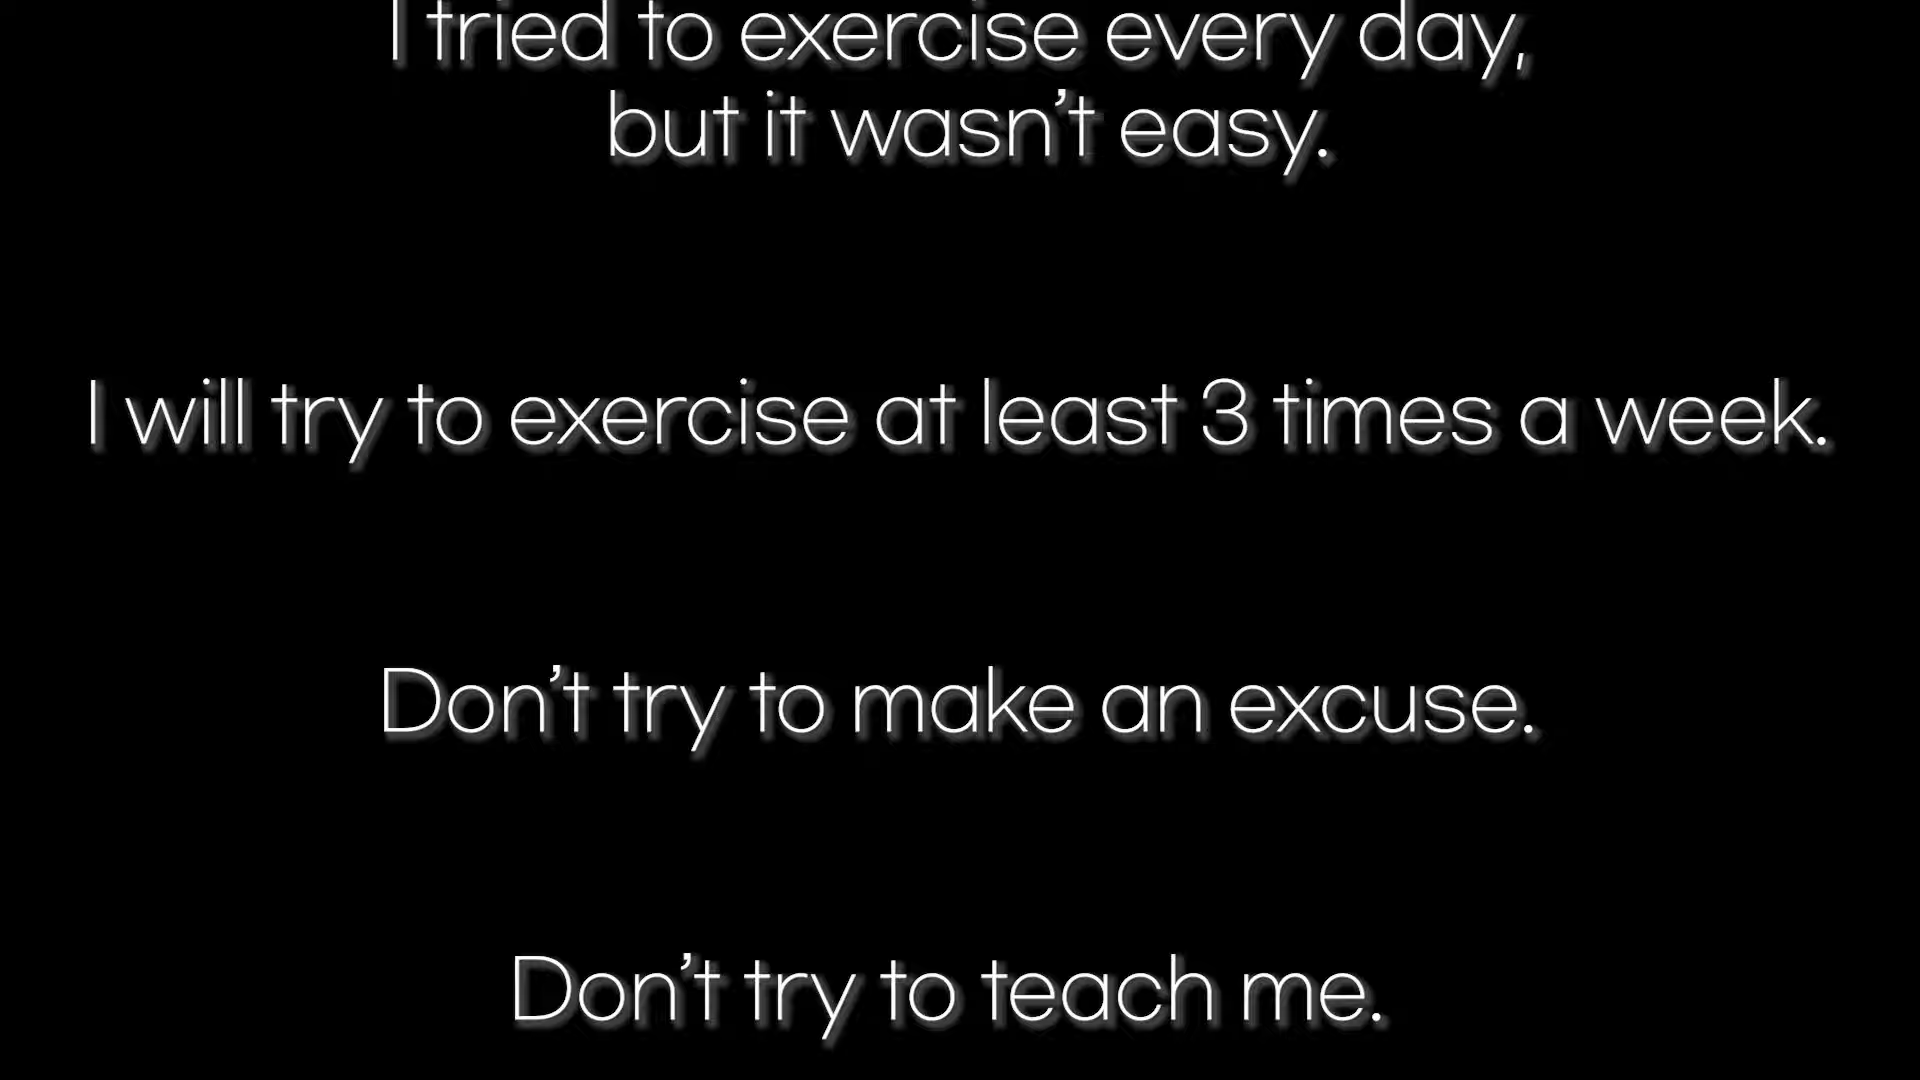 I tried to exercise every day,
but it wasn’t easy.
I will try to exercise at least 3 times a week.
Don’t try to make an excuse.
Don’t try to teach me.